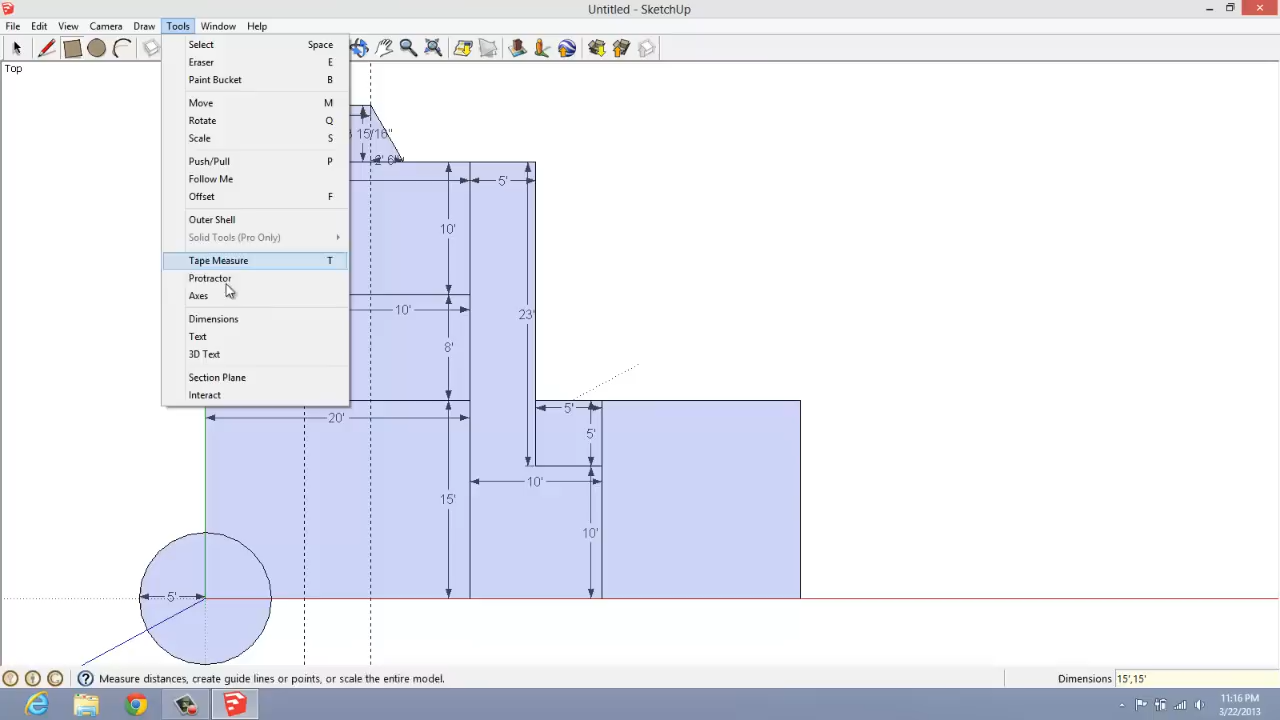 Untitled - SketchUp
File Edit View Camera Draw Tools Window Help
Top
Select Space
Eraser E
Paint Bucket B
Move M
Rotate Q
Scale S
Push/Pull P
Follow Me
Offset F
Outer Shell
Solid Tools (Pro Only)
Tape Measure T
Protractor
Axes
Dimensions
Text
3D Text
Section Plane
Interact
15/16"
2' 6"
5'
10'
23'
10'
8'
5'
20'
5'
10'
15'
10'
5'
Measure distances, create guide lines or points, or scale the entire model.
Dimensions 15',15'
11:16 PM
3/22/2013